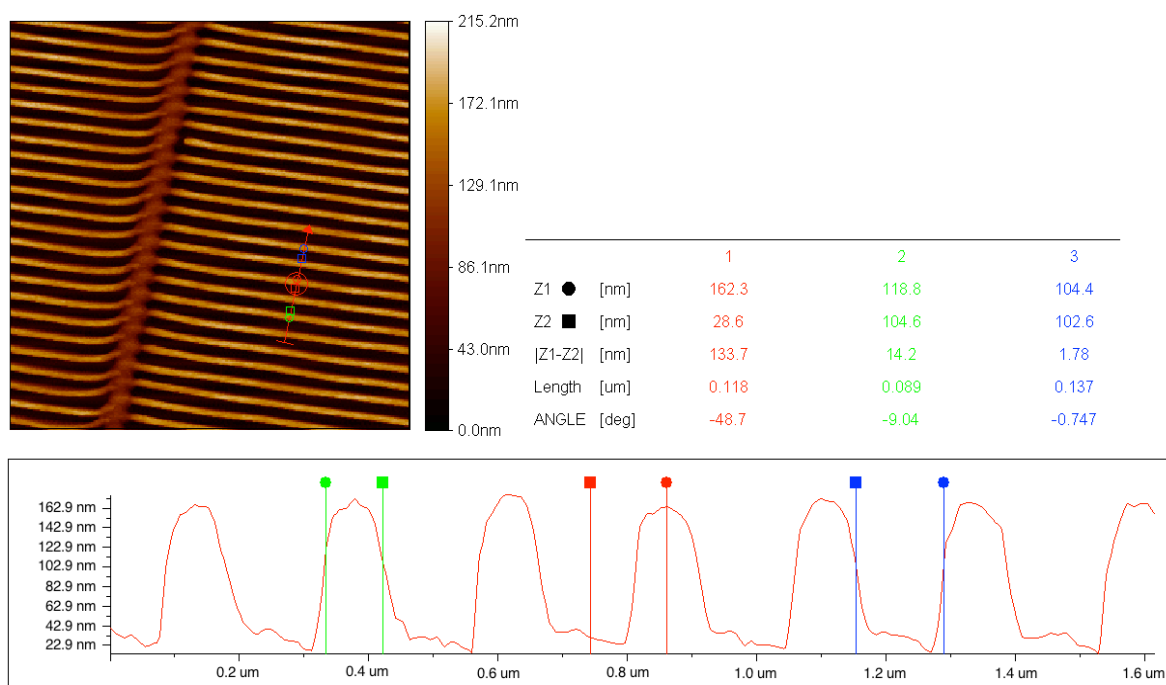 215.2nm
172.1nm
129.1nm
86.1nm
43.0nm
0.0nm
1 2 3
Z1 [nm] 162.3 118.8 104.4
Z2 [nm] 28.6 104.6 102.6
|Z1-Z2| [nm] 133.7 14.2 1.78
Length [um] 0.118 0.089 0.137
ANGLE [deg] -48.7 -9.04 -0.747
162.9 nm
142.9 nm
122.9 nm
102.9 nm
82.9 nm
62.9 nm
42.9 nm
22.9 nm
0.2 um 0.4 um 0.6 um 0.8 um 1.0 um 1.2 um 1.4 um 1.6 um